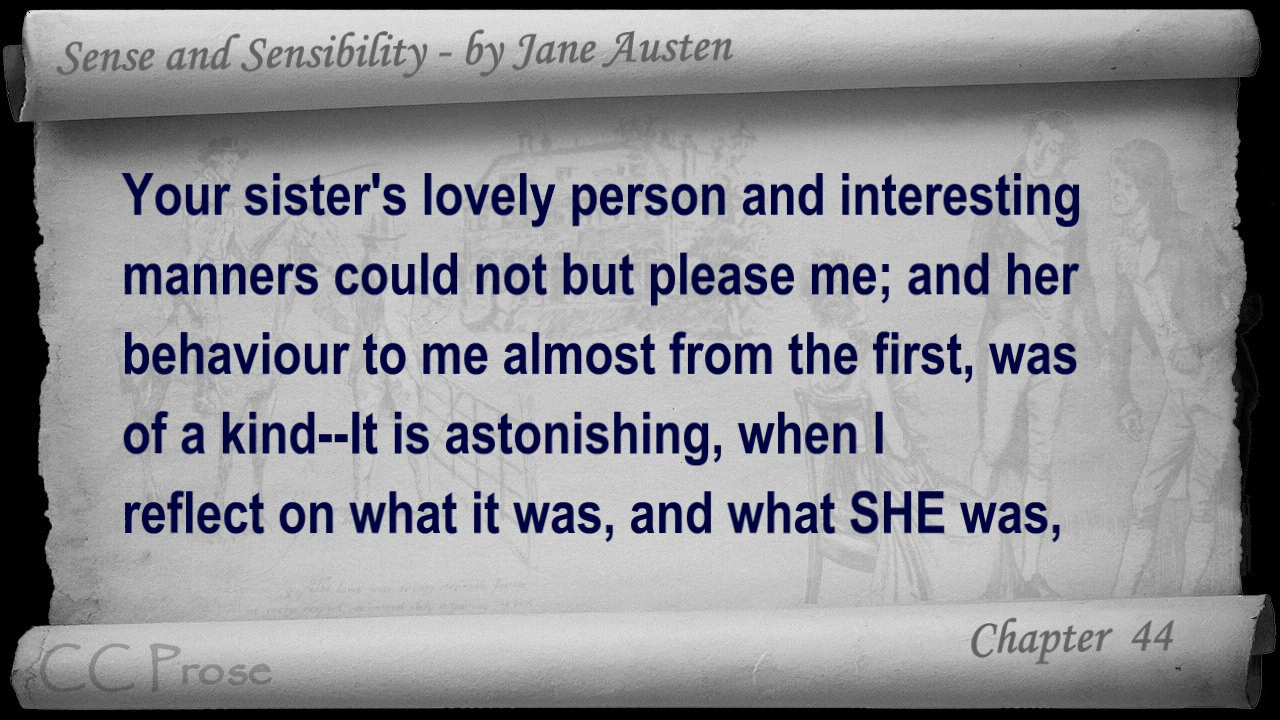 Sense and Sensibility - by Jane Austen
Your sister's lovely person and interesting
manners could not but please me; and her
behaviour to me almost from the first, was
of a kind--It is astonishing, when I
reflect on what it was, and what SHE was,
Chapter 44
CC Prose